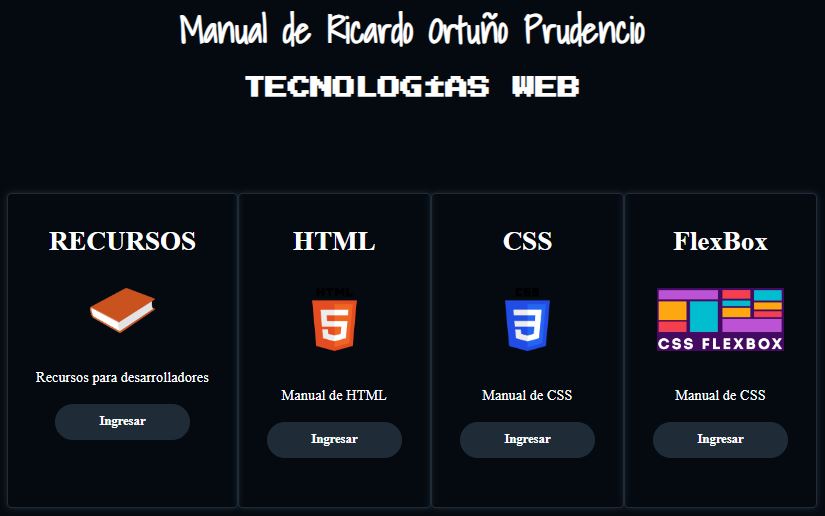 Manual de Ricardo Ortuño Prudencio
TECNOLOGíAS WEB
RECURSOS
Recursos para desarrolladores
Ingresar
HTML
HTML
5
Manual de HTML
Ingresar
CSS
CSS
3
Manual de CSS
Ingresar
FlexBox
CSS FLEXBOX
Manual de CSS
Ingresar